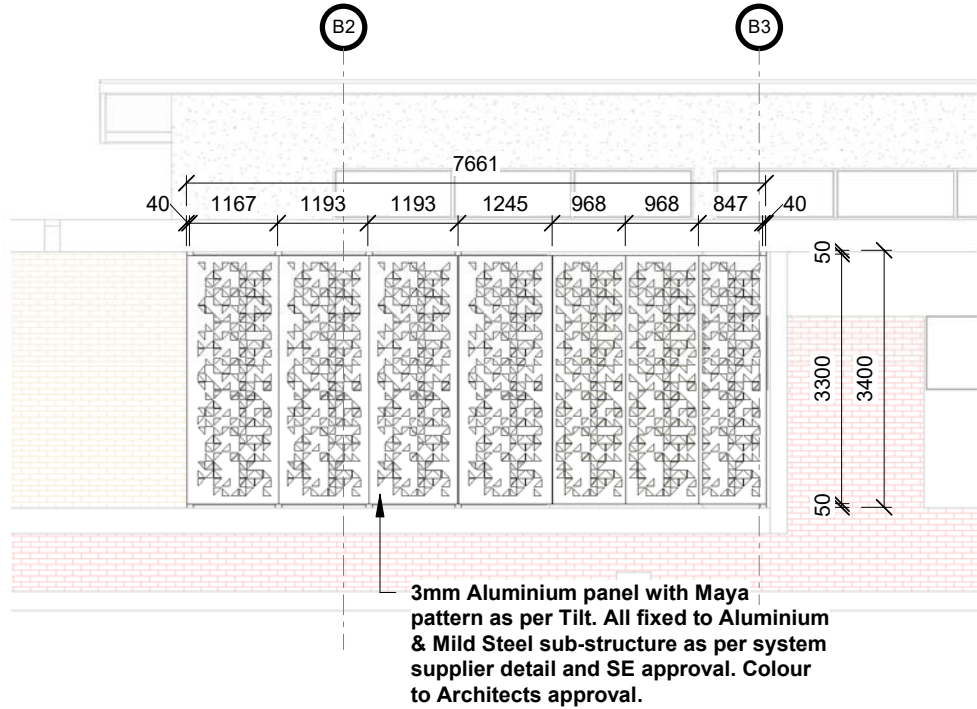 B2
B3
7661
40
1167
1193
1193
1245
968
968
847
40
50
3300
3400
50
3mm Aluminium panel with Maya
pattern as per Tilt. All fixed to Aluminium
& Mild Steel sub-structure as per system
supplier detail and SE approval. Colour
to Architects approval.